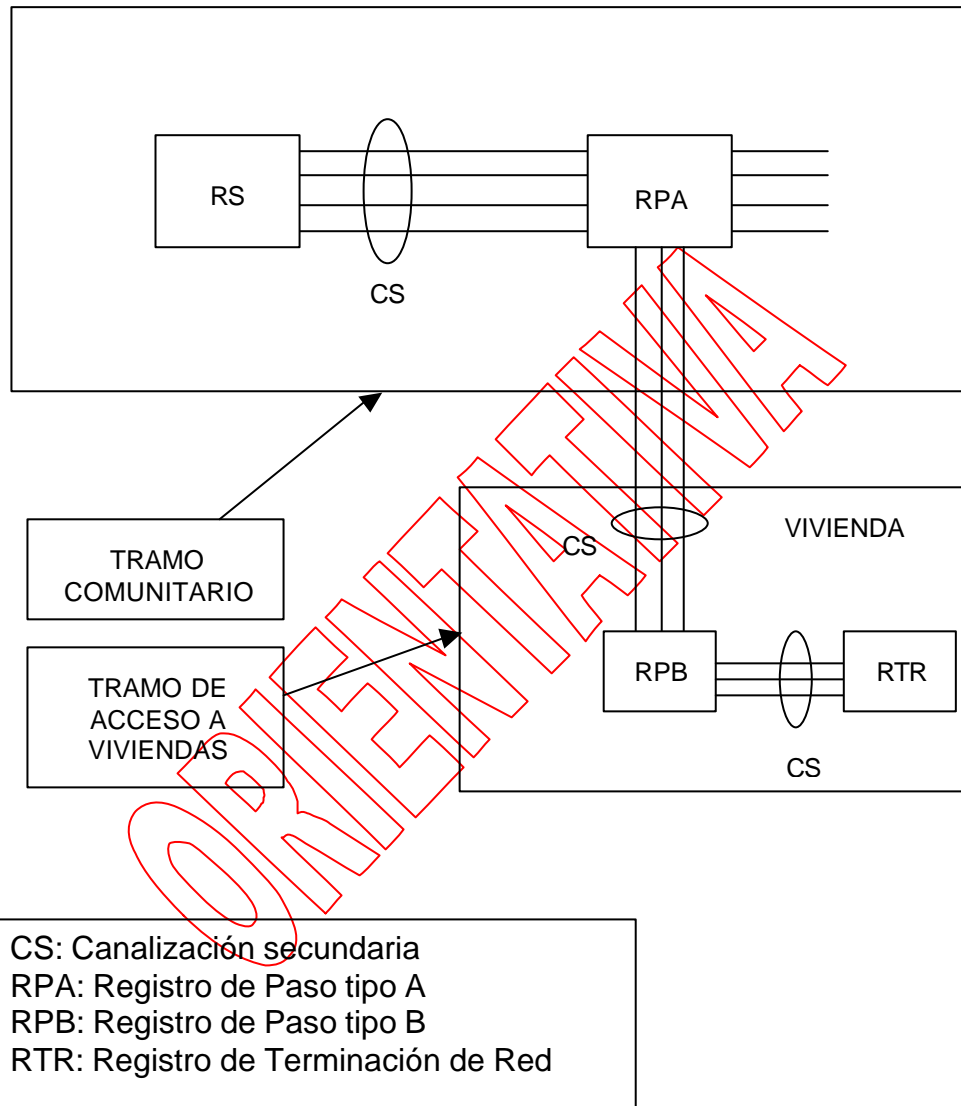 RS
RPA
CS
CS
VIVIENDA
TRAMO
COMUNITARIO
RPB
RTR
TRAMO DE
ACCESO A
VIVIENDAS
CS
ORIENTATIVA
CS: Canalización secundaria
RPA: Registro de Paso tipo A
RPB: Registro de Paso tipo B
RTR: Registro de Terminación de Red